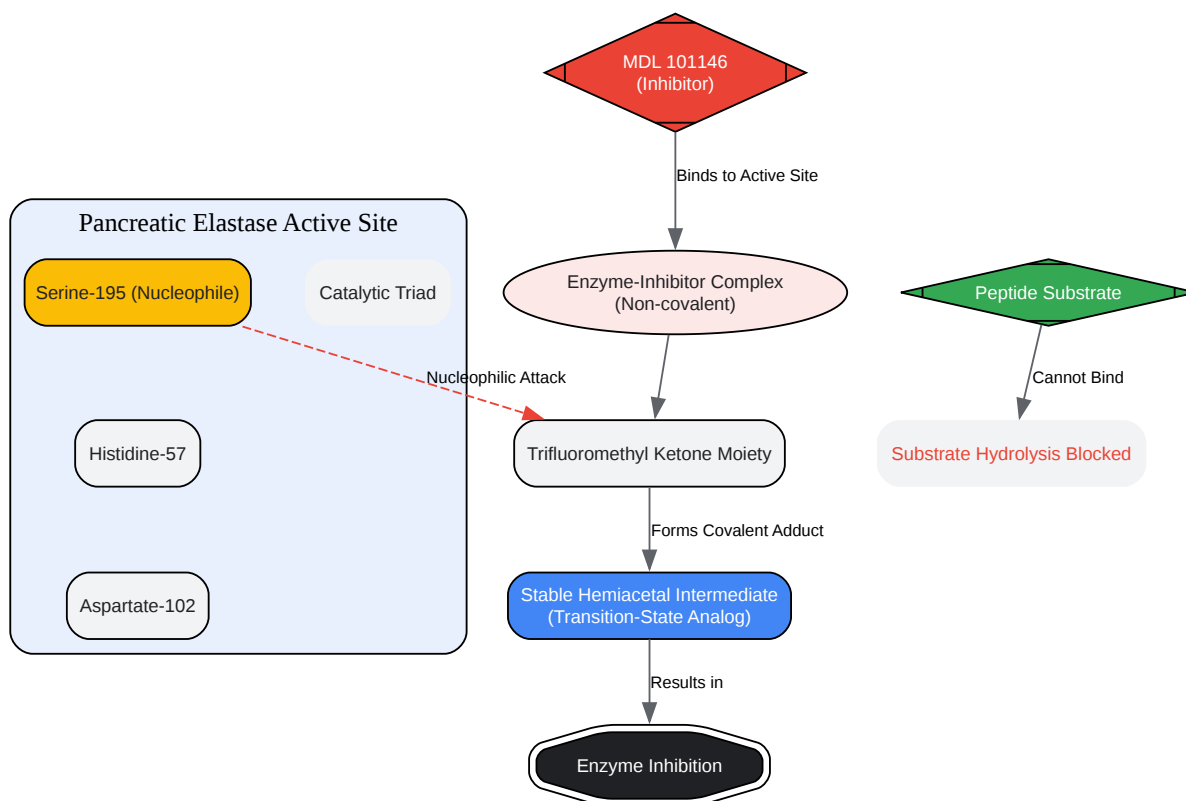 MDL 101146
(Inhibitor)
Binds to Active Site
Pancreatic Elastase Active Site
Serine-195 (Nucleophile)
Catalytic Triad
Enzyme-Inhibitor Complex
(Non-covalent)
Peptide Substrate
Nucleophilic Attack
Cannot Bind
Histidine-57
Trifluoromethyl Ketone Moiety
Substrate Hydrolysis Blocked
Forms Covalent Adduct
Aspartate-102
Stable Hemiacetal Intermediate
(Transition-State Analog)
Results in
Enzyme Inhibition